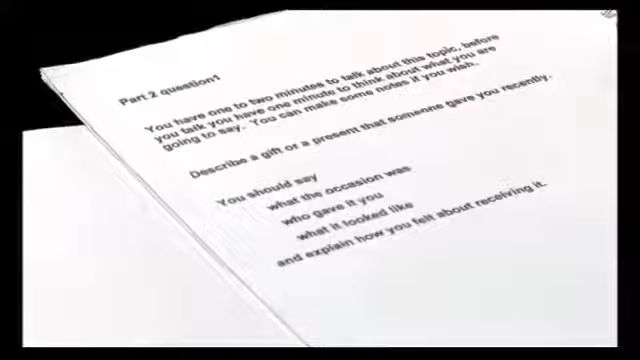 Part 2 question1
You have one to two minutes to talk about this topic, before
you talk you have one minute to think about what you are
going to say. You can make some notes if you wish.
Describe a gift or a present that someone gave you recently.
You should say
what the occasion was
who gave it you
what it looked like
and explain how you felt about receiving it.